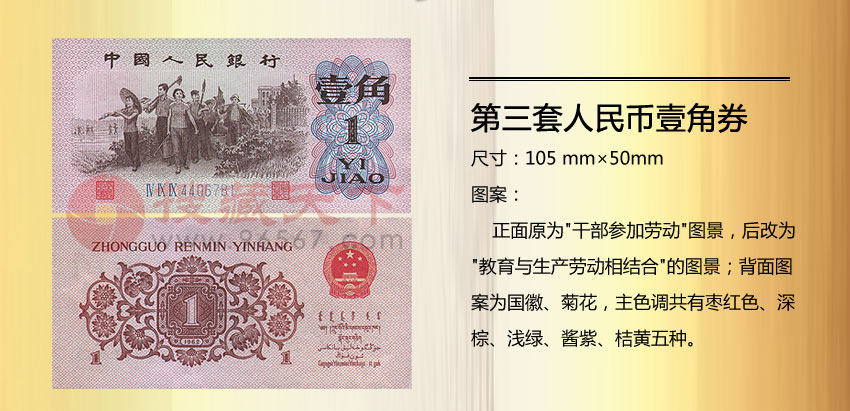 中國人民銀行
壹角
1
YI
JIAO
IV IX IX 4406781
搜藏天下
www.96567.com
ZHONGGUO RENMIN YINHANG
1
1962
1
1
第三套人民币壹角券
尺寸：105 mm×50mm
图案：
正面原为"干部参加劳动"图景，后改为
"教育与生产劳动相结合"的图景；背面图
案为国徽、菊花，主色调共有枣红色、深
棕、浅绿、酱紫、桔黄五种。